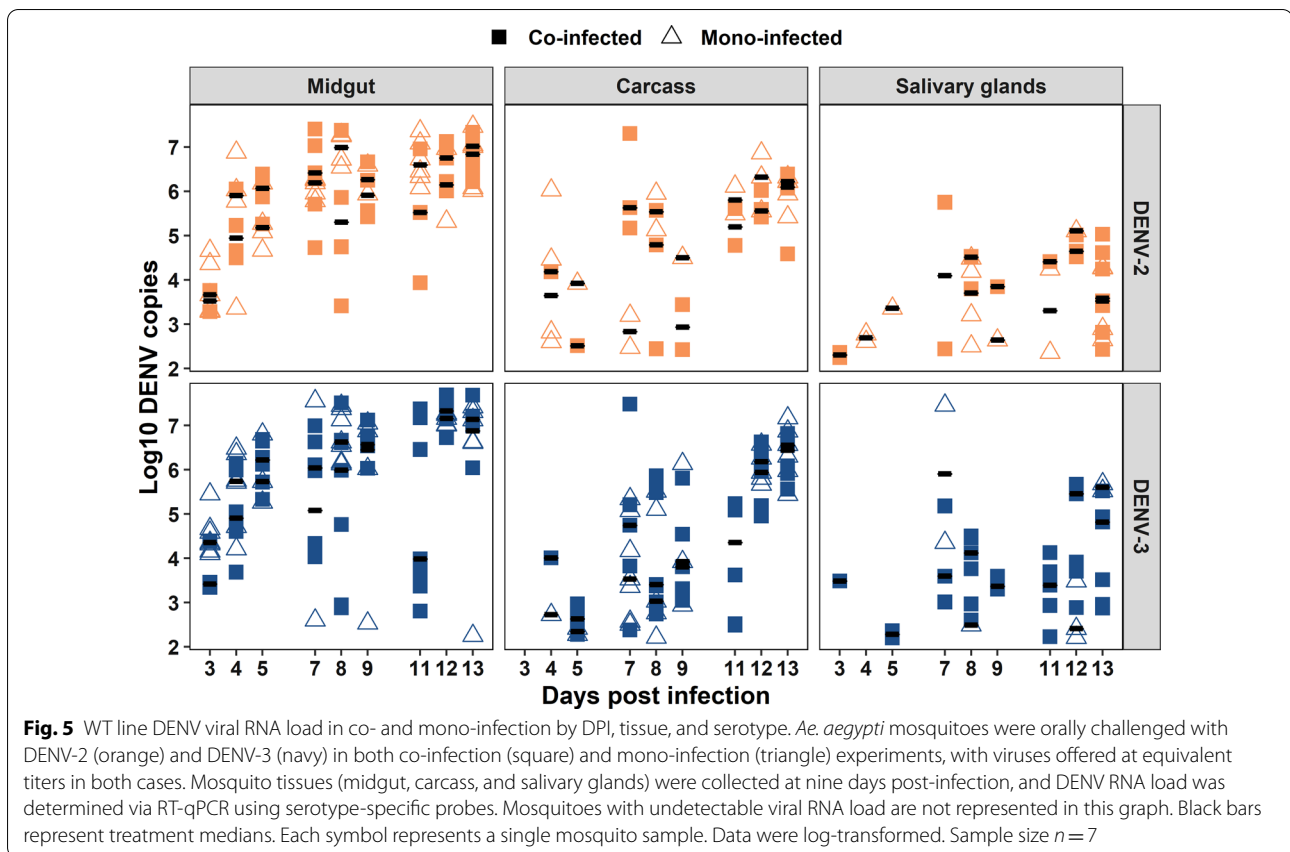 ■ Co-infected △ Mono-infected
Midgut Carcass Salivary glands
7
6
5
4
3
2
DENV-2
Log10 DENV copies
7
6
5
4
3
2
DENV-3
3 4 5 7 8 9 11 12 13 3 4 5 7 8 9 11 12 13 3 4 5 7 8 9 11 12 13
Days post infection
Fig. 5 WT line DENV viral RNA load in co- and mono-infection by DPI, tissue, and serotype. Ae. aegypti mosquitoes were orally challenged with
DENV-2 (orange) and DENV-3 (navy) in both co-infection (square) and mono-infection (triangle) experiments, with viruses offered at equivalent
titers in both cases. Mosquito tissues (midgut, carcass, and salivary glands) were collected at nine days post-infection, and DENV RNA load was
determined via RT-qPCR using serotype-specific probes. Mosquitoes with undetectable viral RNA load are not represented in this graph. Black bars
represent treatment medians. Each symbol represents a single mosquito sample. Data were log-transformed. Sample size n = 7